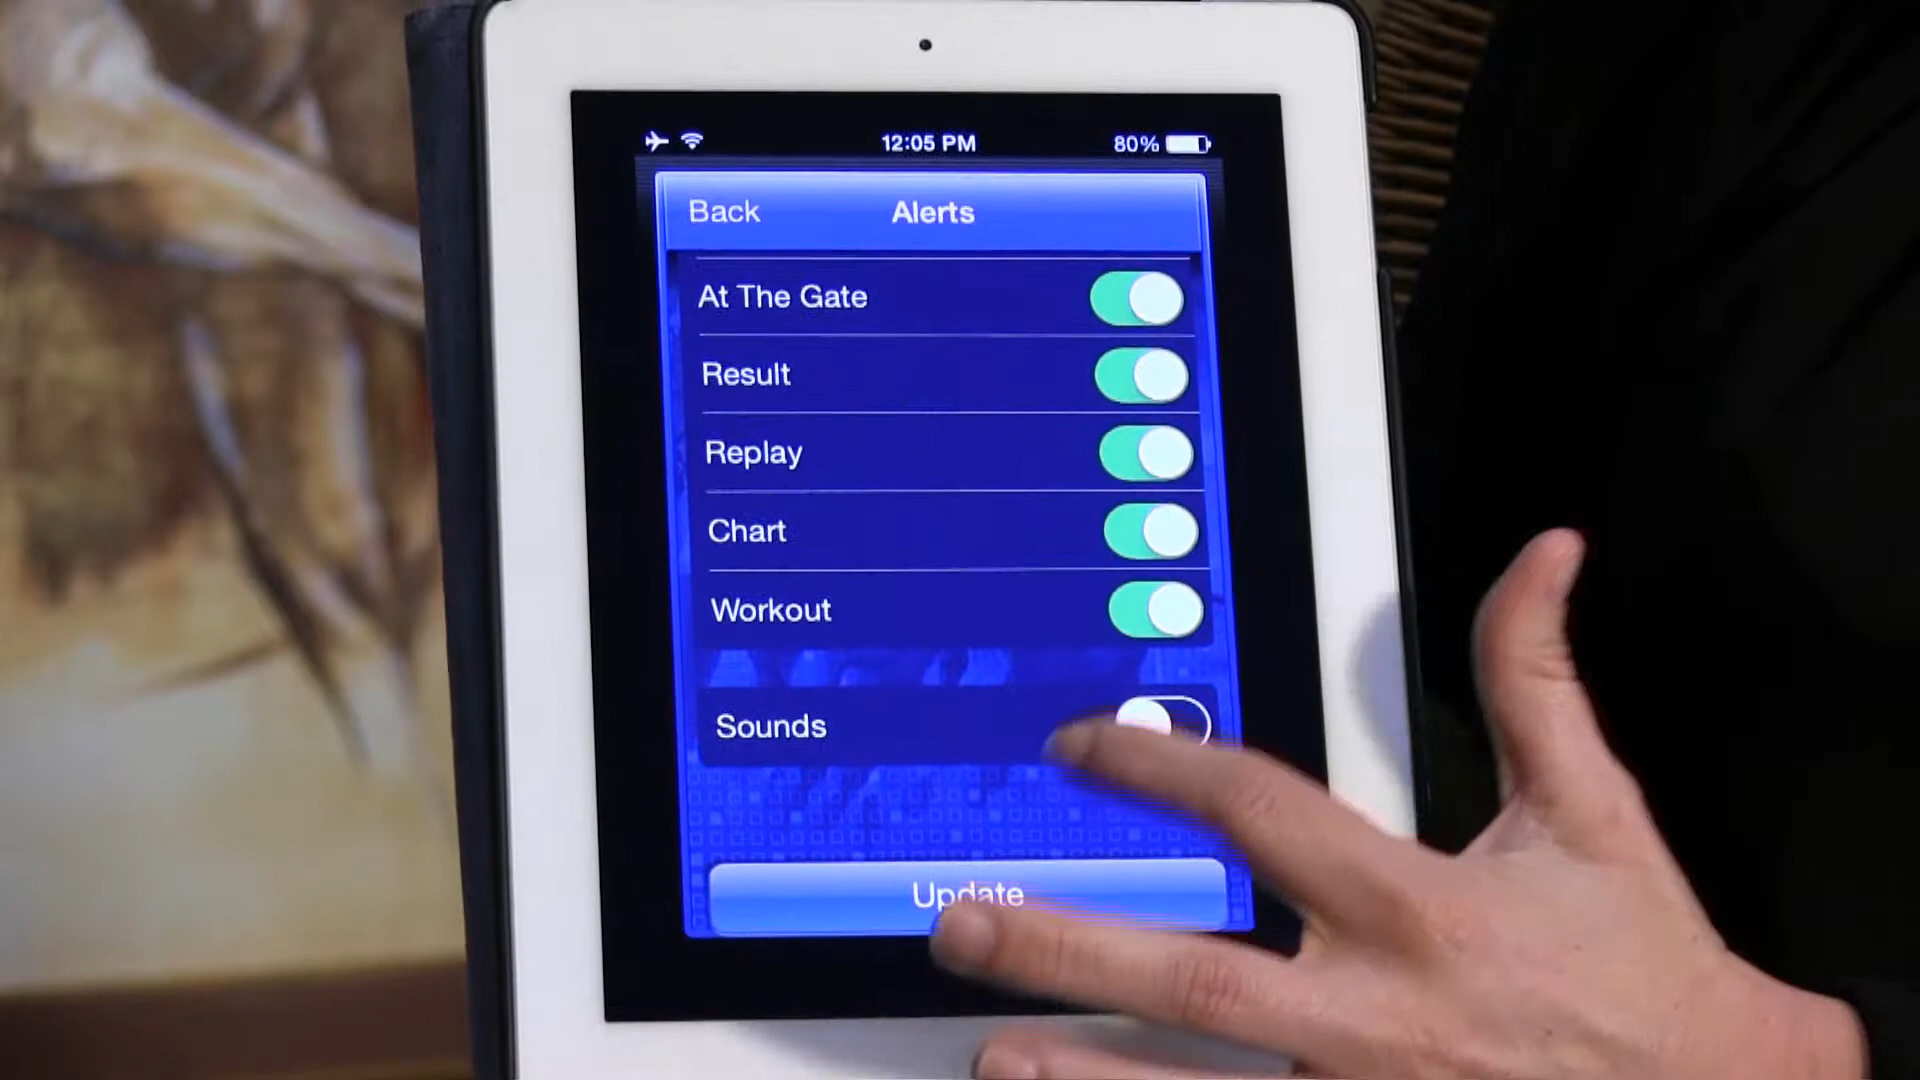 12:05 PM
80%
Back
Alerts
At The Gate
Result
Replay
Chart
Workout
Sounds
Update